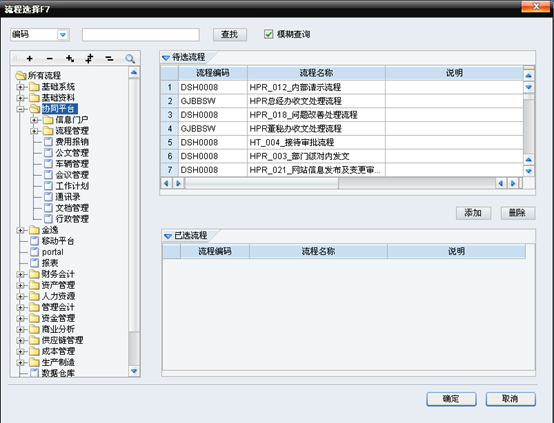 流程选择F7
编码 查找 模糊查询
所有流程
基础系统
基础资料
协同平台
信息门户
流程管理
费用报销
公文管理
车辆管理
会议管理
工作计划
通讯录
文档管理
行政管理
金逸
移动平台
portal
报表
财务会计
资产管理
人力资源
管理会计
资金管理
商业分析
供应链管理
成本管理
生产制造
数据仓库
待选流程
流程编码 流程名称 说明
1 DSH0008 HPR_012_内部请示流程
2 GJBBSW HPR总经办收文处理流程
3 DSH0008 HPR_018_问题改善处理流程
4 GJBBSW HPR董秘办收文处理流程
5 DSH0008 HT_004_接待审批流程
6 DSH0008 HPR_003_部门级对内发文
7 DSH0008 HPR_021_网站信息发布及变更审...
添加 删除
已选流程
流程编码 流程名称 说明
确定 取消